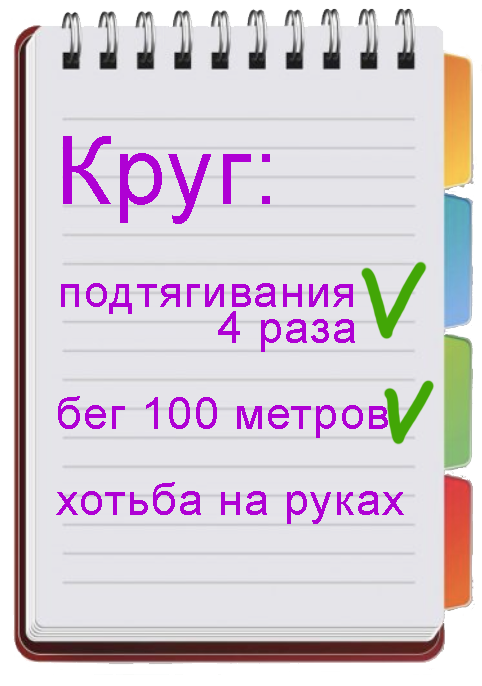 Круг:
подтягивания
4 раза
бег 100 метров
хотьба на руках